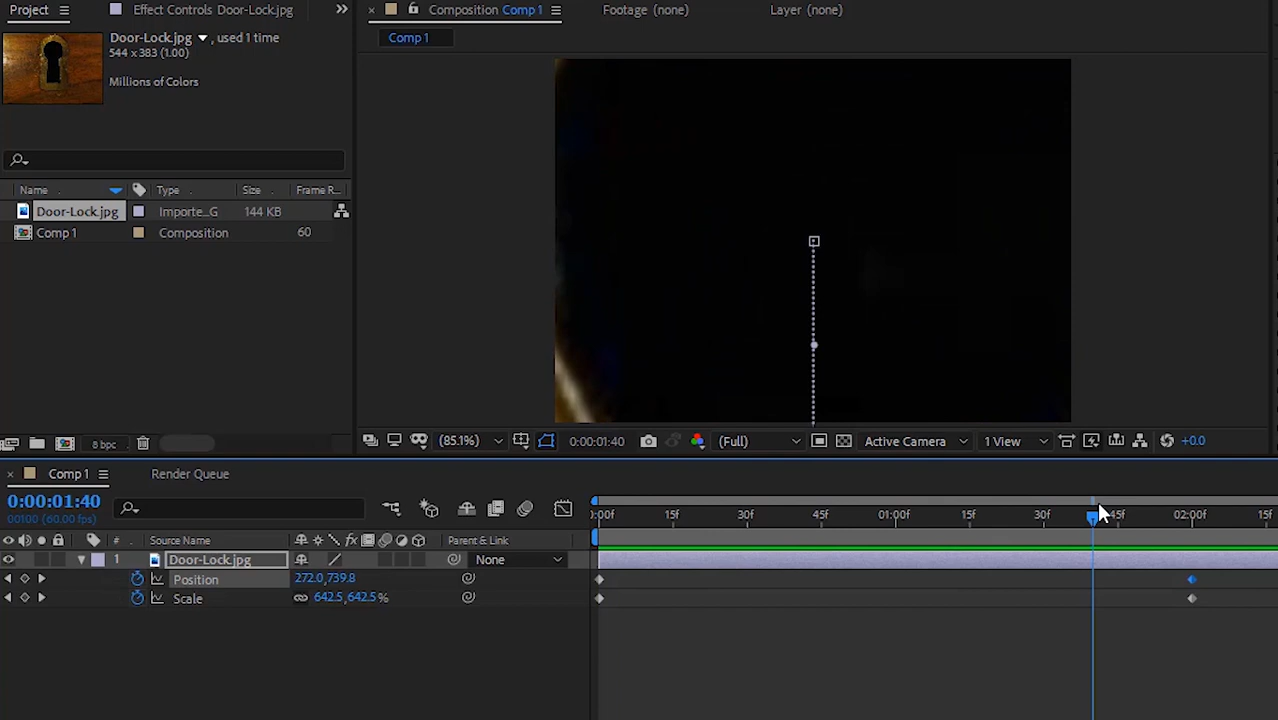 Project Effect Controls Door-Lock.jpg Composition Comp 1 Footage (none) Layer (none)
Door-Lock.jpg , used 1 time
544 x 383 (1.00)
Comp 1
Millions of Colors
Name Type Size Frame R...
Door-Lock.jpg Importe...G 144 KB
Comp 1 Composition 60
8 bpc (85.1%) 0:00:01:40 (Full) Active Camera 1 View +0.0
Comp 1 Render Queue
0:00:01:40
00100 (60.00 fps)
:00f 15f 30f 45f 01:00f 15f 30f 45f 02:00f 15f
# Source Name Parent & Link
1 Door-Lock.jpg None
Position 272.0,739.8
Scale 642.5,642.5%